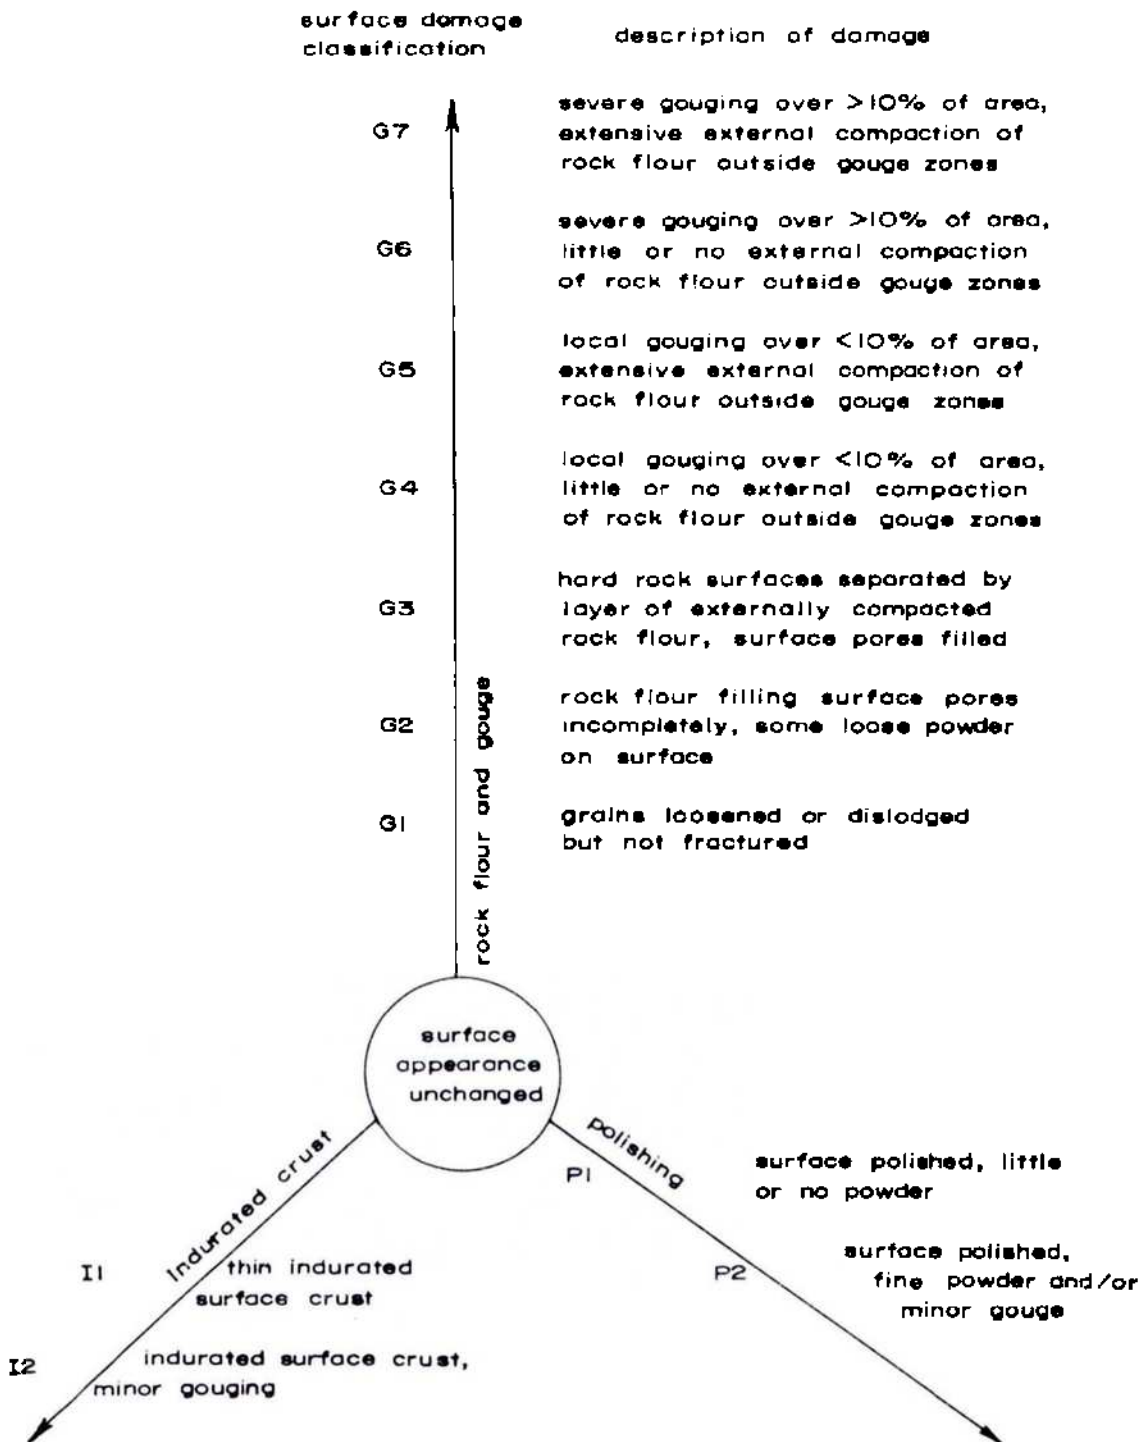 surface damage
classification
description of damage
G7
severe gouging over >10% of area,
extensive external compaction of
rock flour outside gouge zones
G6
severe gouging over >10% of area,
little or no external compaction
of rock flour outside gouge zones
G5
local gouging over <10% of area,
extensive external compaction of
rock flour outside gouge zones
G4
local gouging over <10% of area,
little or no external compaction
of rock flour outside gouge zones
G3
hard rock surfaces separated by
layer of externally compacted
rock flour, surface pores filled
G2
rock flour filling surface pores
incompletely, some loose powder
on surface
G1
grains loosened or dislodged
but not fractured
rock flour and gouge
surface
appearance
unchanged
Indurated crust
I1
thin indurated
surface crust
I2
indurated surface crust,
minor gouging
polishing
P1
surface polished, little
or no powder
P2
surface polished,
fine powder and/or
minor gouge